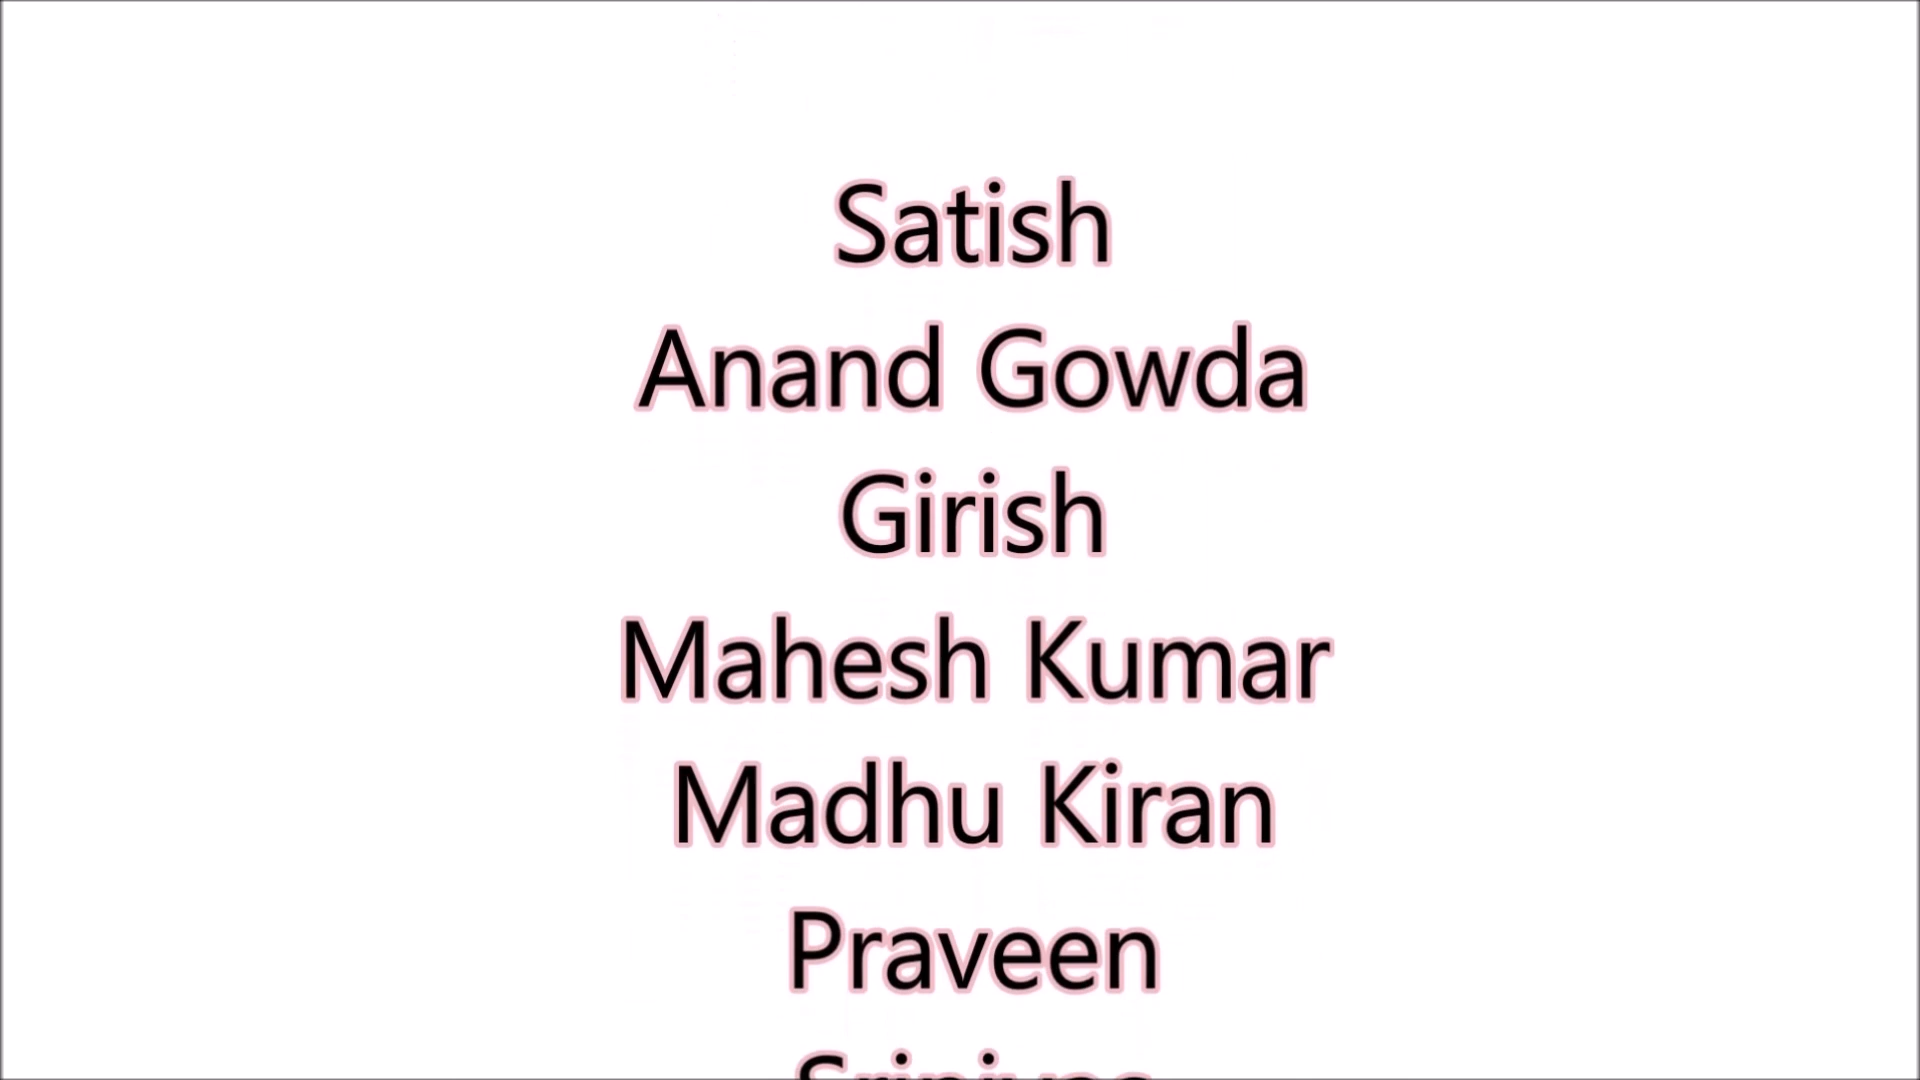 Satish
Anand Gowda
Girish
Mahesh Kumar
Madhu Kiran
Praveen